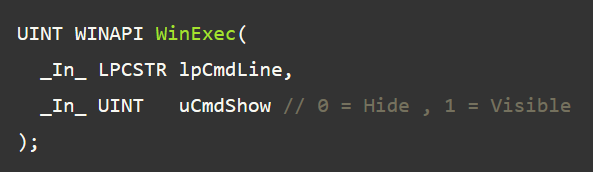 UINT WINAPI WinExec(
  _In_ LPCSTR lpCmdLine,
  _In_ UINT   uCmdShow // 0 = Hide , 1 = Visible
);